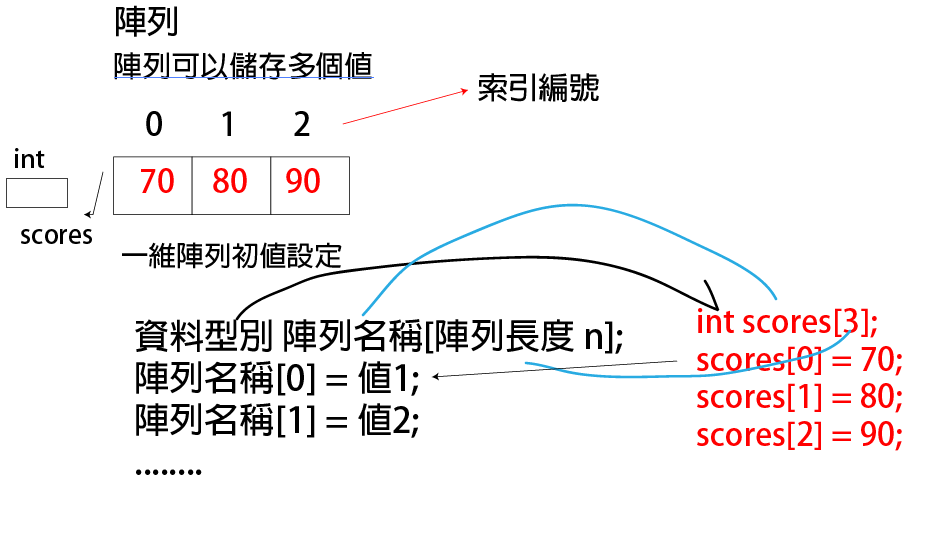 陣列
陣列可以儲存多個值
索引編號
0 1 2
int
70 80 90
scores
一維陣列初值設定
資料型別 陣列名稱[陣列長度 n];
陣列名稱[0] = 值1;
陣列名稱[1] = 值2;
........
int scores[3];
scores[0] = 70;
scores[1] = 80;
scores[2] = 90;